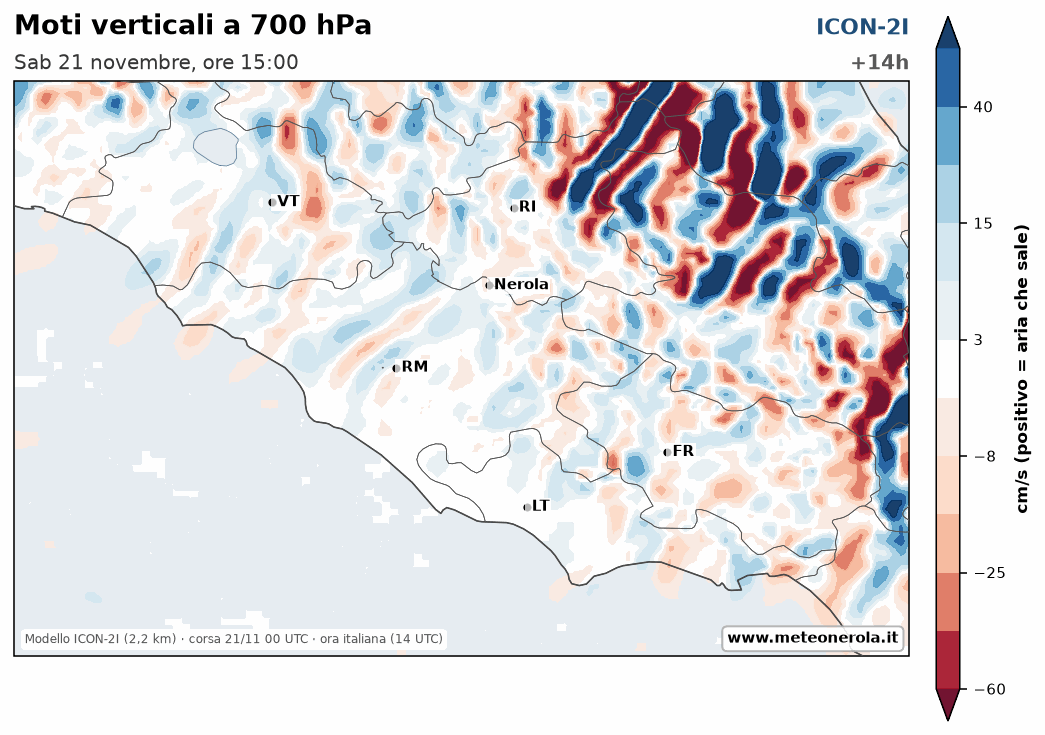 Moti verticali a 700 hPa
ICON-2I
Sab 21 novembre, ore 15:00
+14h
VT
RI
Nerola
RM
FR
LT
40
15
3
−8
−25
−60
cm/s (positivo = aria che sale)
Modello ICON-2I (2,2 km) · corsa 21/11 00 UTC · ora italiana (14 UTC)
www.meteonerola.it